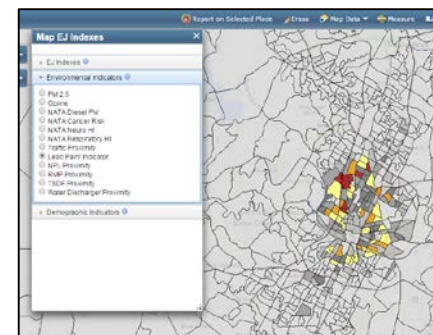 Report on Selected Place Erase Map Data Measure
Map EJ Indexes
EJ Indexes
Environmental Indicators
PM 2.5
Ozone
NATA Diesel PM
NATA Cancer Risk
NATA Neuro HI
NATA Respiratory HI
Traffic Proximity
Lead Paint Indicator
NPL Proximity
RMP Proximity
TSDF Proximity
Water Discharger Proximity
Demographic Indicators